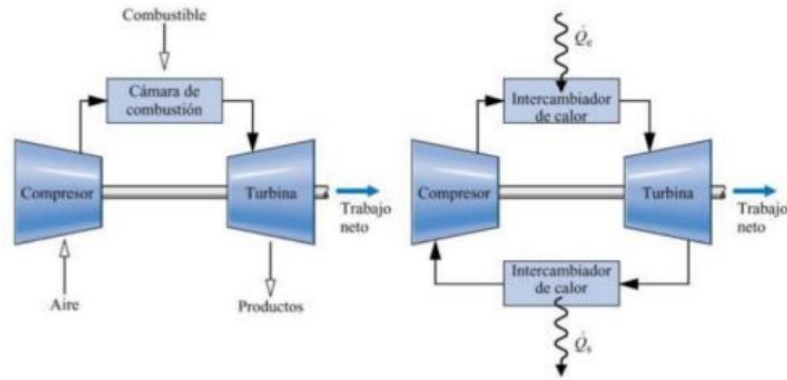 Combustible
Cámara de
combustión
Compresor
Turbina
Trabajo
neto
Aire
Productos
Q̇e
Intercambiador
de calor
Compresor
Turbina
Trabajo
neto
Intercambiador
de calor
Q̇s